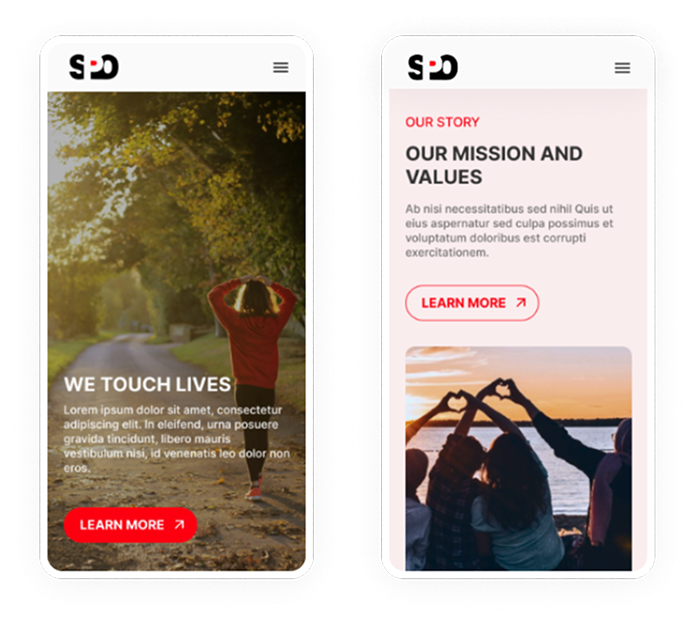 SPO
WE TOUCH LIVES
Lorem ipsum dolor sit amet, consectetur
adipiscing elit. In eleifend, urna posuere
gravida tincidunt, libero mauris
vestibulum nisi, id venenatis leo dolor non
eros.
LEARN MORE
SPO
OUR STORY
OUR MISSION AND
VALUES
Ab nisi necessitatibus sed nihil Quis ut
eius aspernatur sed culpa possimus et
voluptatum doloribus est corrupti
exercitationem.
LEARN MORE